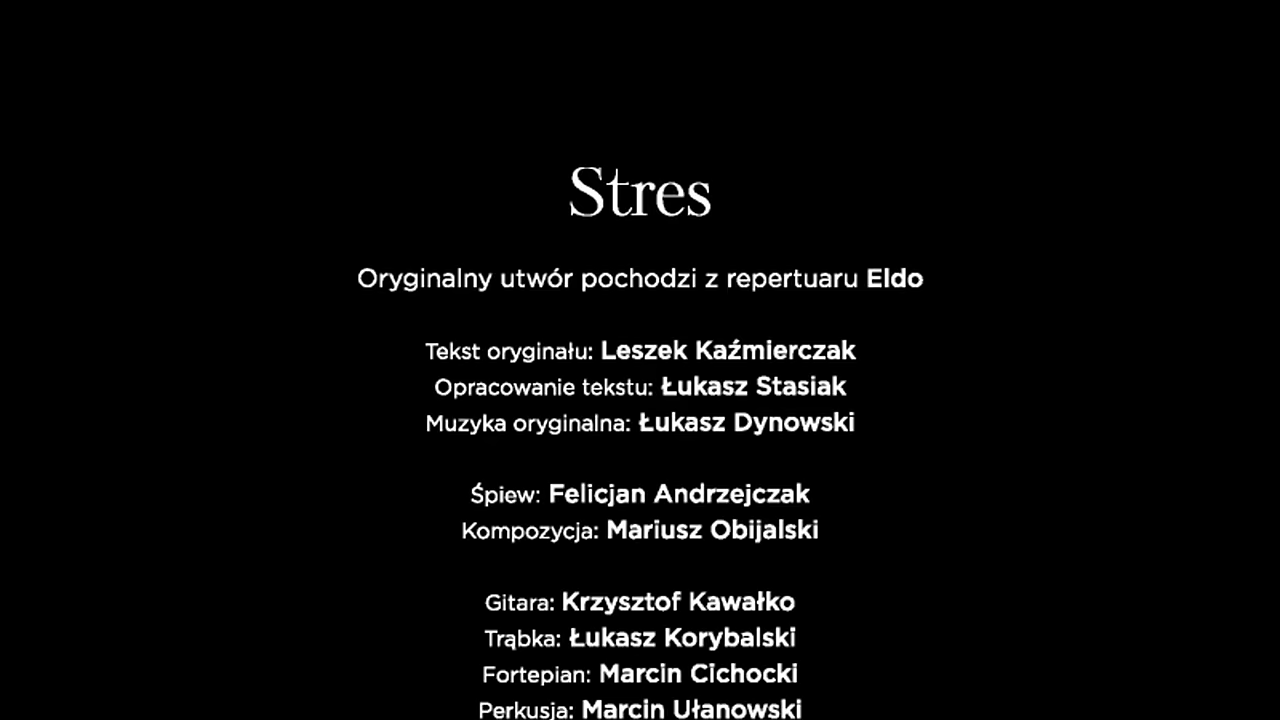 Stres
Oryginalny utwór pochodzi z repertuaru Eldo
Tekst oryginału: Leszek Kaźmierczak
Opracowanie tekstu: Łukasz Stasiak
Muzyka oryginalna: Łukasz Dynowski
Śpiew: Felicjan Andrzejczak
Kompozycja: Mariusz Obijalski
Gitara: Krzysztof Kawałko
Trąbka: Łukasz Korybalski
Fortepian: Marcin Cichocki
Perkusja: Marcin Ułanowski